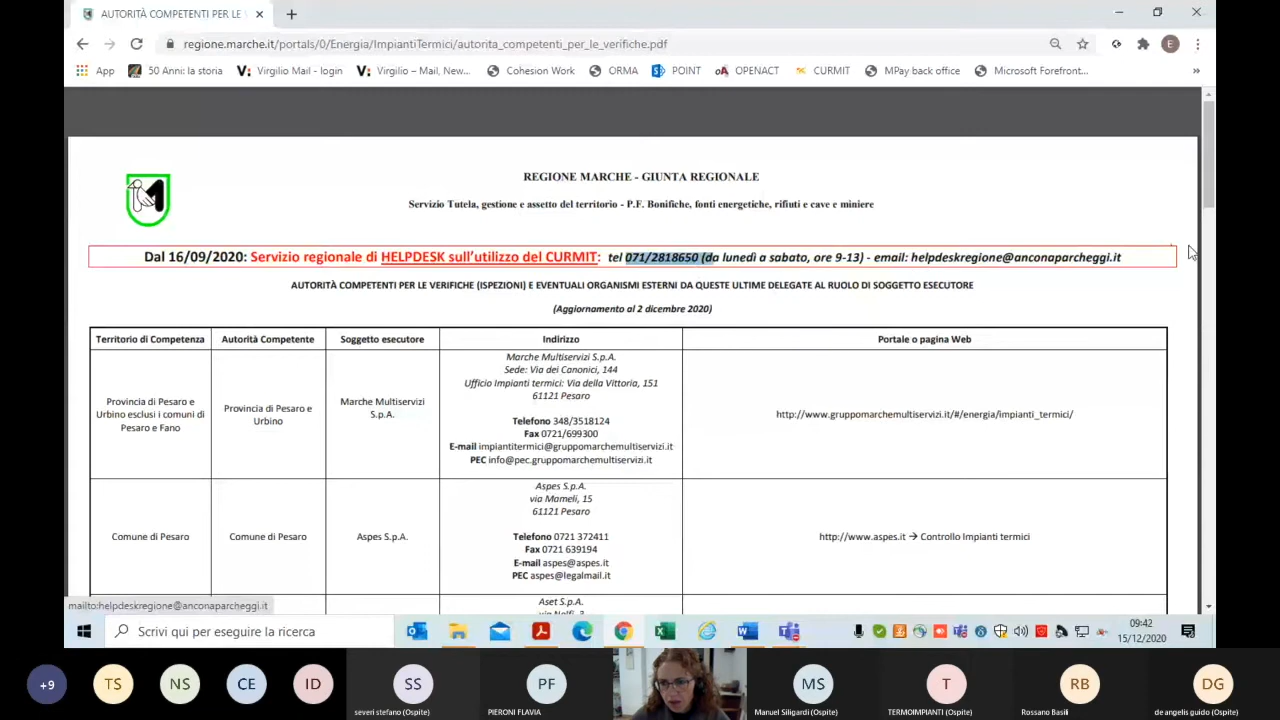 AUTORITÀ COMPETENTI PER LE
regione.marche.it/portals/0/Energia/ImpiantiTermici/autorita_competenti_per_le_verifiche.pdf
E
App
50 Anni: la storia
Virgilio Mail - login
Virgilio – Mail, New...
Cohesion Work
ORMA
POINT
OPENACT
CURMIT
MPay back office
Microsoft Forefront...
»
REGIONE MARCHE - GIUNTA REGIONALE
Servizio Tutela, gestione e assetto del territorio - P.F. Bonifiche, fonti energetiche, rifiuti e cave e miniere
Dal 16/09/2020: Servizio regionale di HELPDESK sull'utilizzo del CURMIT: tel 071/2818650 (da lunedì a sabato, ore 9-13) - email: helpdeskregione@anconaparcheggi.it
AUTORITÀ COMPETENTI PER LE VERIFICHE (ISPEZIONI) E EVENTUALI ORGANISMI ESTERNI DA QUESTE ULTIME DELEGATE AL RUOLO DI SOGGETTO ESECUTORE
(Aggiornamento al 2 dicembre 2020)
Territorio di Competenza
Autorità Competente
Soggetto esecutore
Indirizzo
Portale o pagina Web
Provincia di Pesaro e
Urbino esclusi i comuni di
Pesaro e Fano
Provincia di Pesaro e
Urbino
Marche Multiservizi
S.p.A.
Marche Multiservizi S.p.A.
Sede: Via dei Canonici, 144
Ufficio Impianti termici: Via della Vittoria, 151
61121 Pesaro
Telefono 348/3518124
Fax 0721/699300
E-mail impiantitermici@gruppomarchemultiservizi.it
PEC info@pec.gruppomarchemultiservizi.it
http://www.gruppomarchemultiservizi.it/#/energia/impianti_termici/
Comune di Pesaro
Comune di Pesaro
Aspes S.p.A.
Aspes S.p.A.
via Mameli, 15
61121 Pesaro
Telefono 0721 372411
Fax 0721 639194
E-mail aspes@aspes.it
PEC aspes@legalmail.it
http://www.aspes.it → Controllo Impianti termici
Aset S.p.A.
mailto:helpdeskregione@anconaparcheggi.it
Scrivi qui per eseguire la ricerca
09:42
15/12/2020
+9
TS
NS
CE
ID
SS
severi stefano (Ospite)
PF
PIERONI FLAVIA
MS
Manuel Siligardi (Ospite)
T
TERMOIMPIANTI (Ospite)
RB
Rossano Basili
DG
de angelis guido (Ospite)